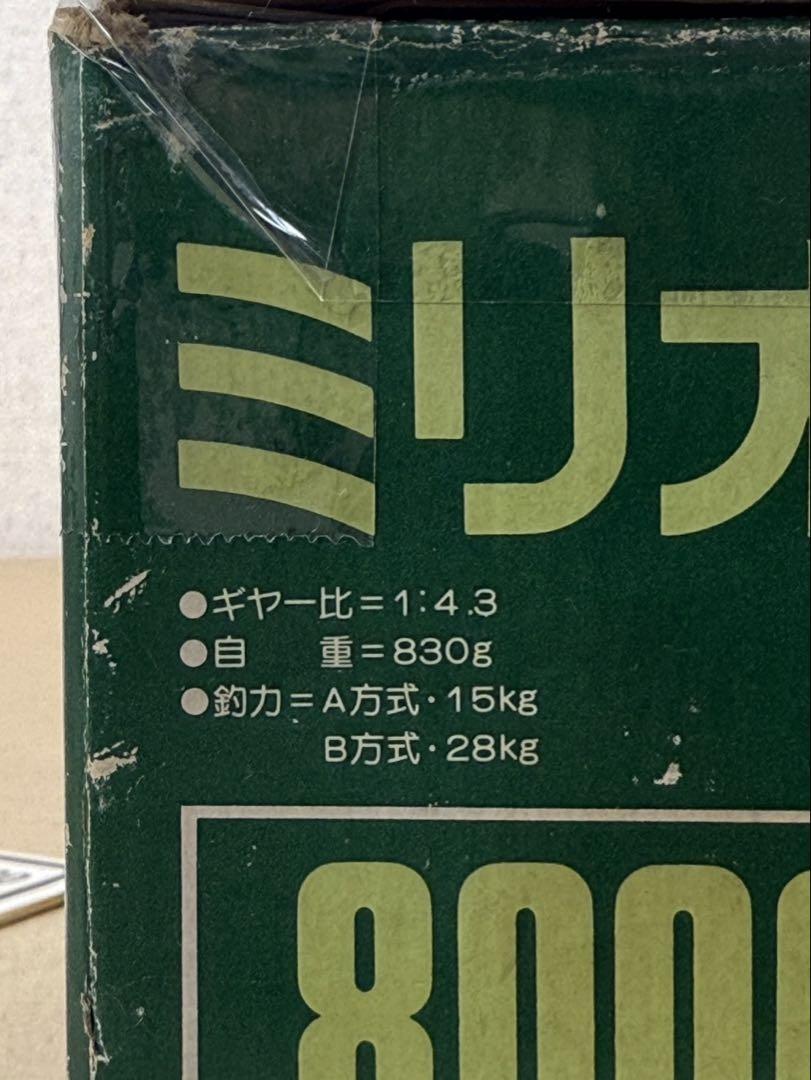 ミリオ
●ギヤー比=1:4.3
●自　　重=830g
●釣力=A方式・15kg
B方式・28kg
800